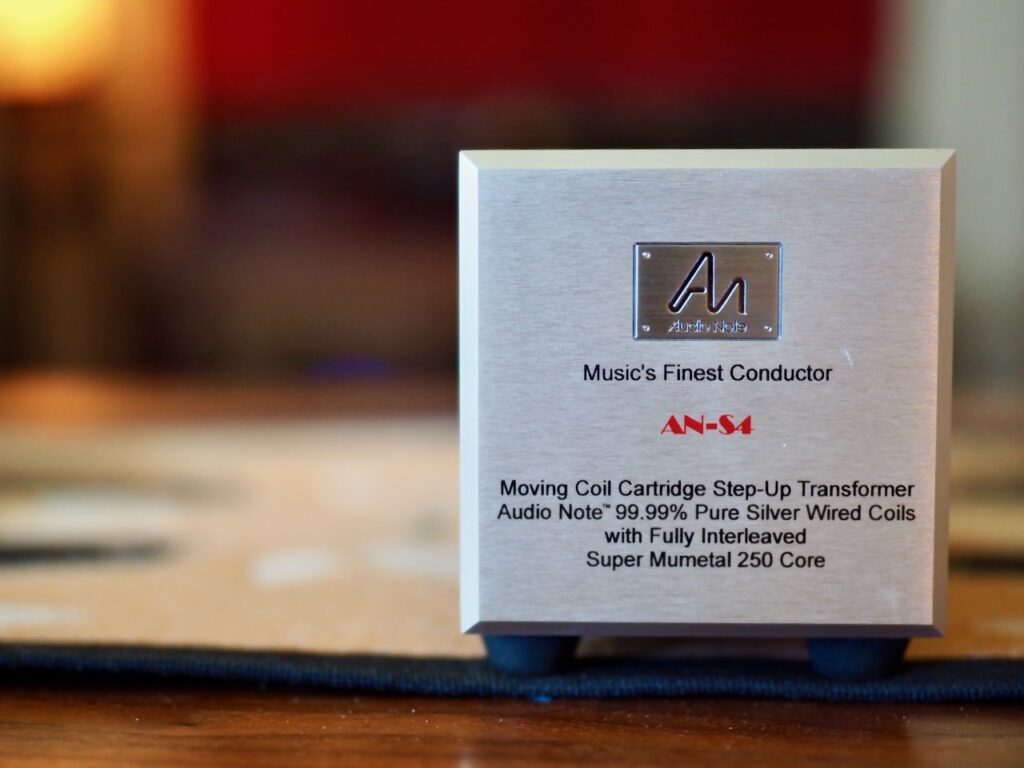 An
Audio Note
Music's Finest Conductor
AN-S4
Moving Coil Cartridge Step-Up Transformer
Audio Note™ 99.99% Pure Silver Wired Coils
with Fully Interleaved
Super Mumetal 250 Core